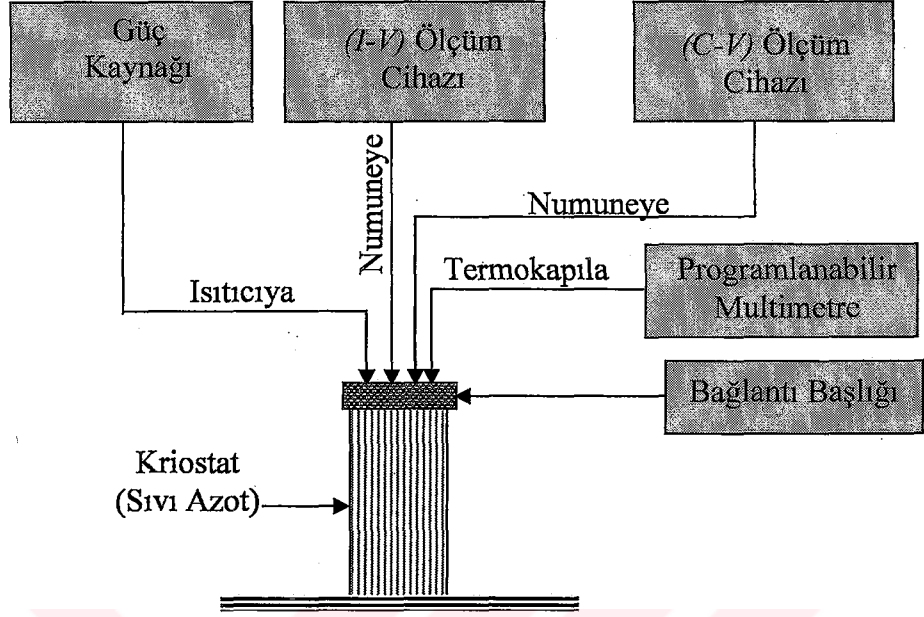 Güç
Kaynağı
(I-V) Ölçüm
Cihazı
(C-V) Ölçüm
Cihazı
Numuneye
Numuneye
Termokapıla
Programlanabilir
Multimetre
Isıtıcıya
Bağlantı Başlığı
Kriostat
(Sıvı Azot)